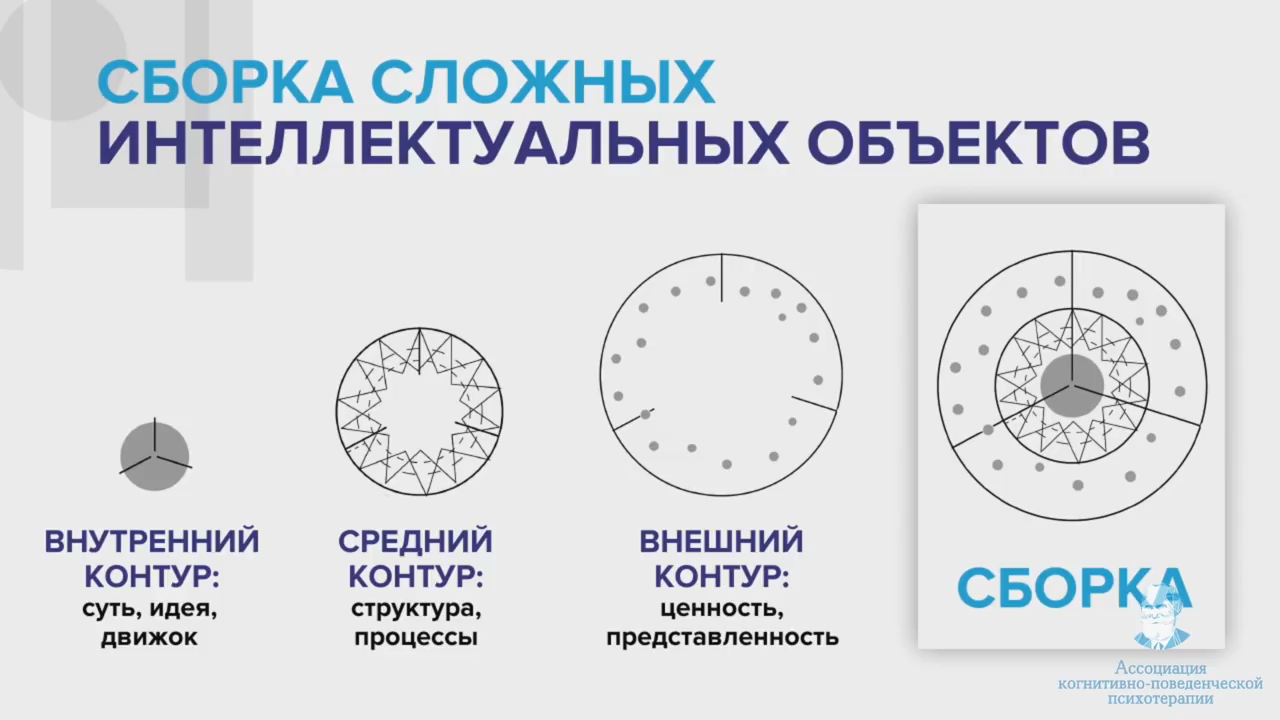 СБОРКА СЛОЖНЫХ
ИНТЕЛЛЕКТУАЛЬНЫХ ОБЪЕКТОВ
ВНУТРЕННИЙ
КОНТУР:
суть, идея,
движок
СРЕДНИЙ
КОНТУР:
структура,
процессы
ВНЕШНИЙ
КОНТУР:
ценность,
представленность
СБОРКА
Ассоциация
когнитивно-поведенческой
психотерапии